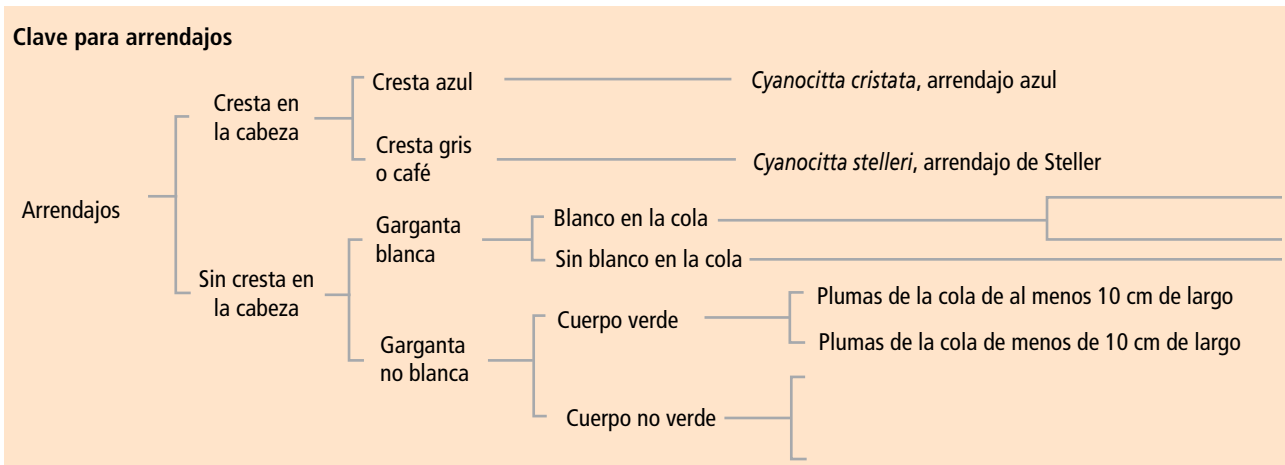 Clave para arrendajos
Arrendajos
Cresta en
la cabeza
Cresta azul
Cyanocitta cristata, arrendajo azul
Cresta gris
o café
Cyanocitta stelleri, arrendajo de Steller
Sin cresta en
la cabeza
Garganta
blanca
Blanco en la cola
Sin blanco en la cola
Garganta
no blanca
Cuerpo verde
Plumas de la cola de al menos 10 cm de largo
Plumas de la cola de menos de 10 cm de largo
Cuerpo no verde